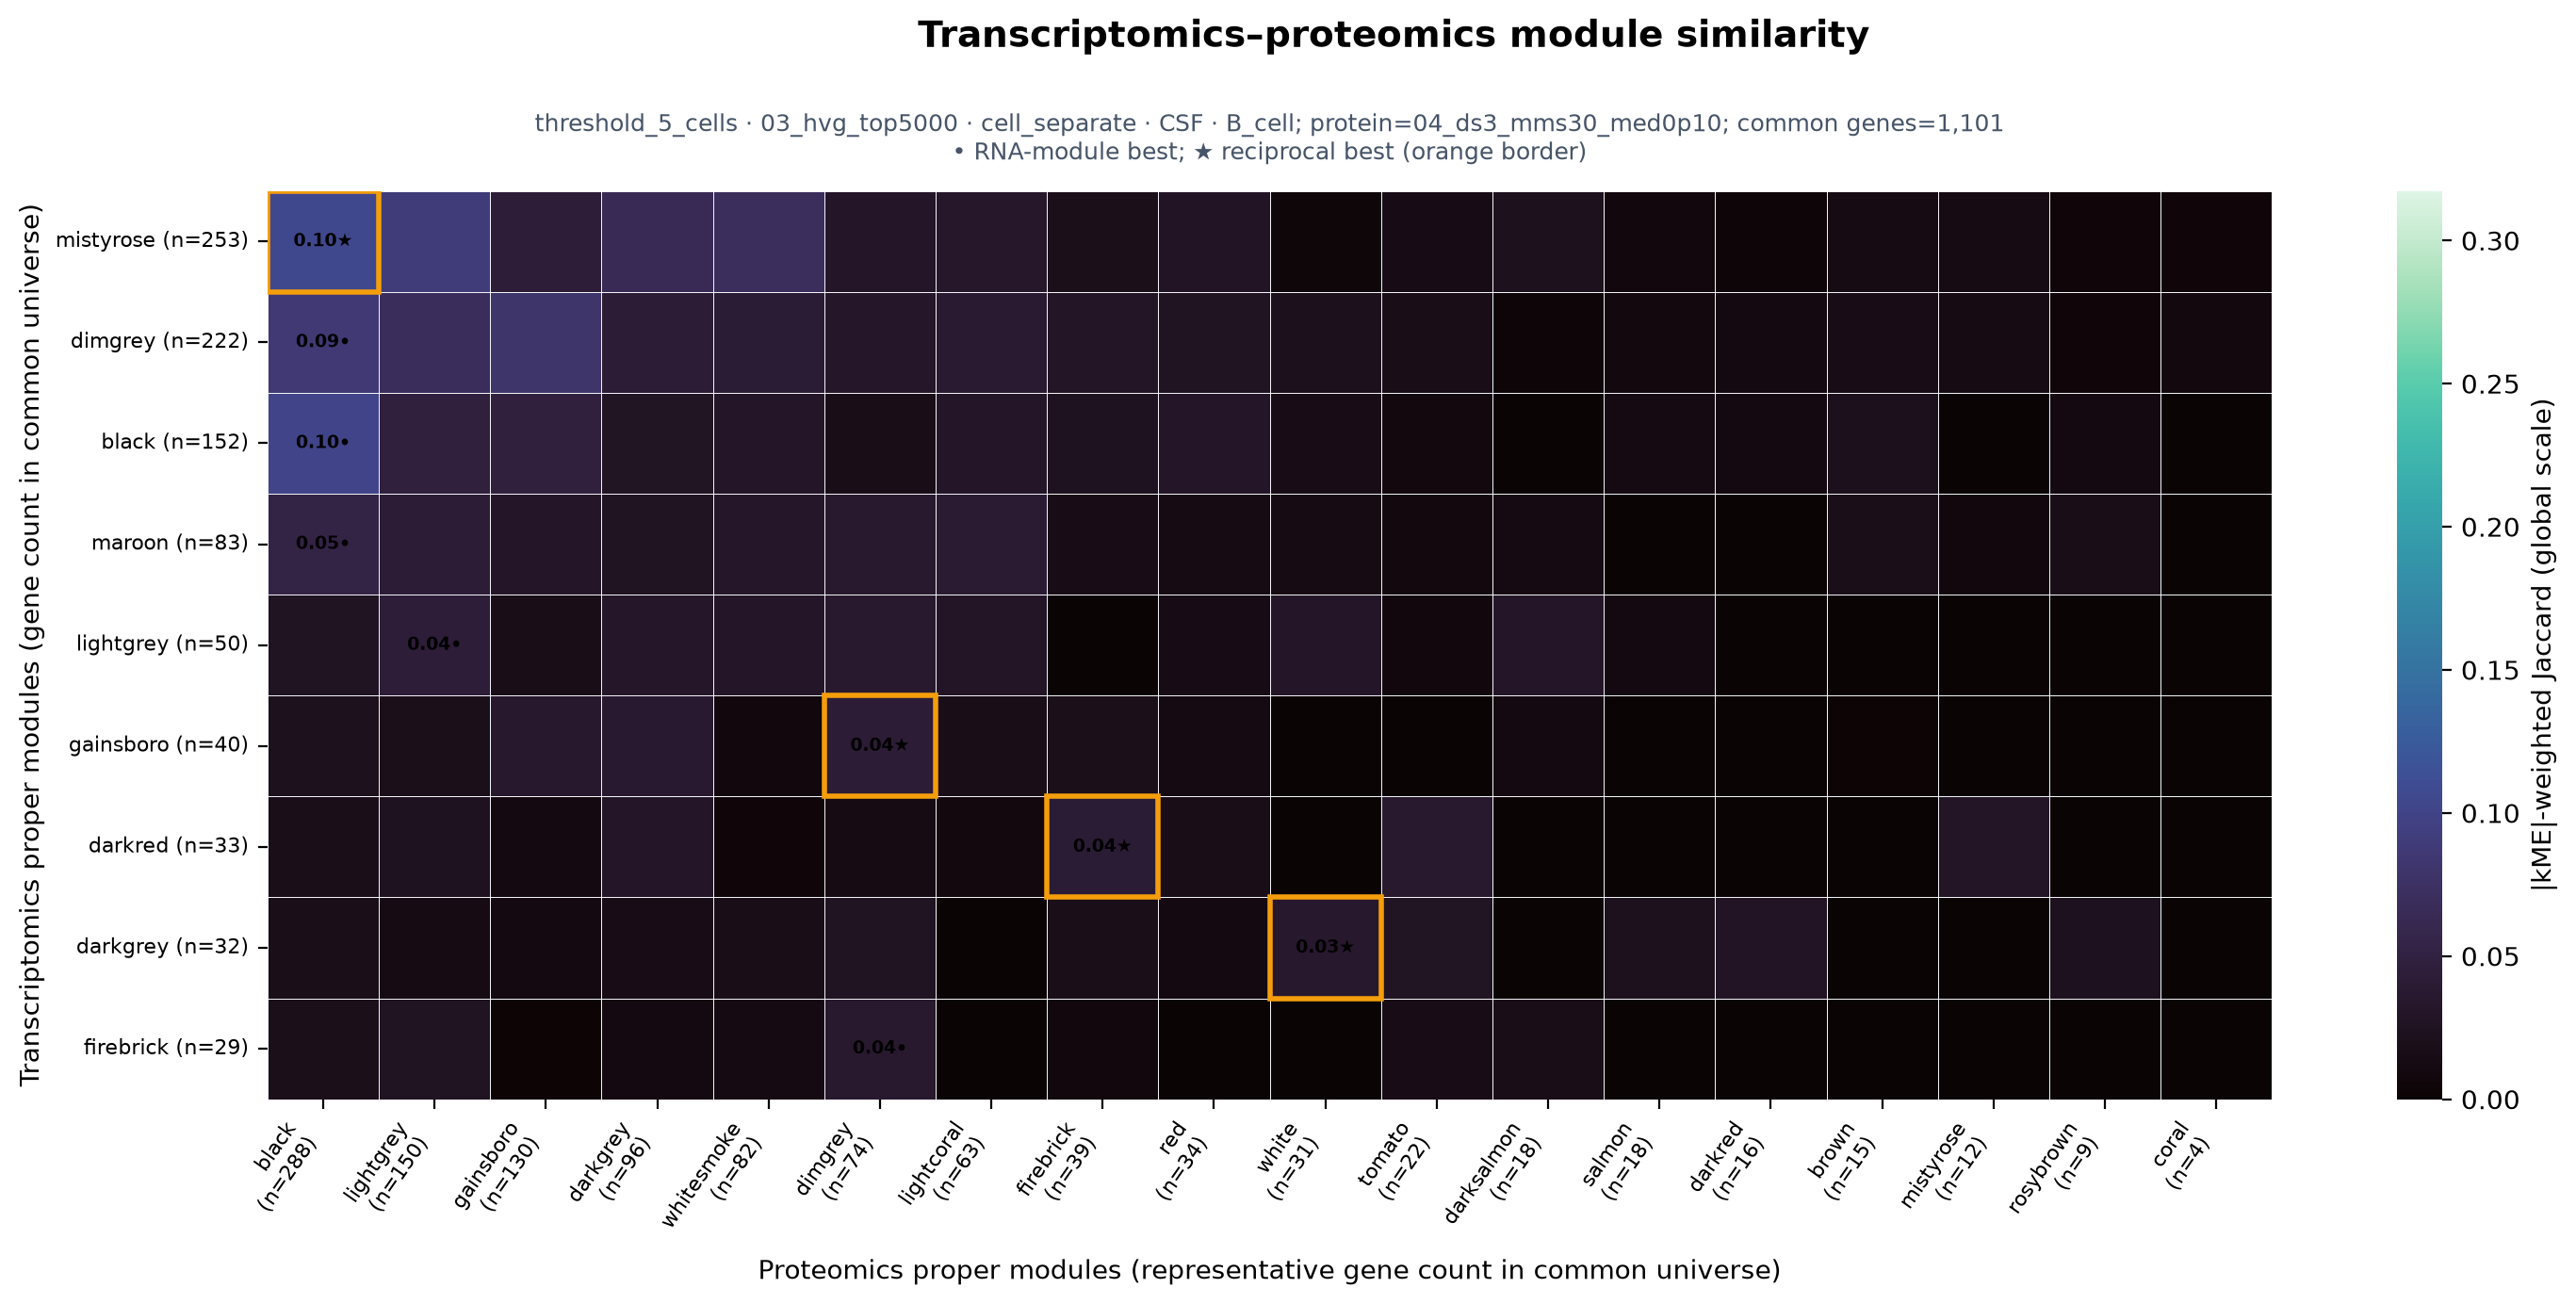 Transcriptomics–proteomics module similarity
threshold_5_cells · 03_hvg_top5000 · cell_separate · CSF · B_cell; protein=04_ds3_mms30_med0p10; common genes=1,101
• RNA-module best; ★ reciprocal best (orange border)
Transcriptomics proper modules (gene count in common universe)
mistyrose (n=253)
0.10★
dimgrey (n=222)
0.09•
black (n=152)
0.10•
maroon (n=83)
0.05•
lightgrey (n=50)
0.04•
gainsboro (n=40)
0.04★
darkred (n=33)
0.04★
darkgrey (n=32)
0.03★
firebrick (n=29)
0.04•
black
(n=288)
lightgrey
(n=150)
gainsboro
(n=130)
darkgrey
(n=96)
whitesmoke
(n=82)
dimgrey
(n=74)
lightcoral
(n=63)
firebrick
(n=39)
red
(n=34)
white
(n=31)
tomato
(n=22)
darksalmon
(n=18)
salmon
(n=18)
darkred
(n=16)
brown
(n=15)
mistyrose
(n=12)
rosybrown
(n=9)
coral
(n=4)
Proteomics proper modules (representative gene count in common universe)
0.30
0.25
0.20
0.15
0.10
0.05
0.00
|kME|-weighted Jaccard (global scale)